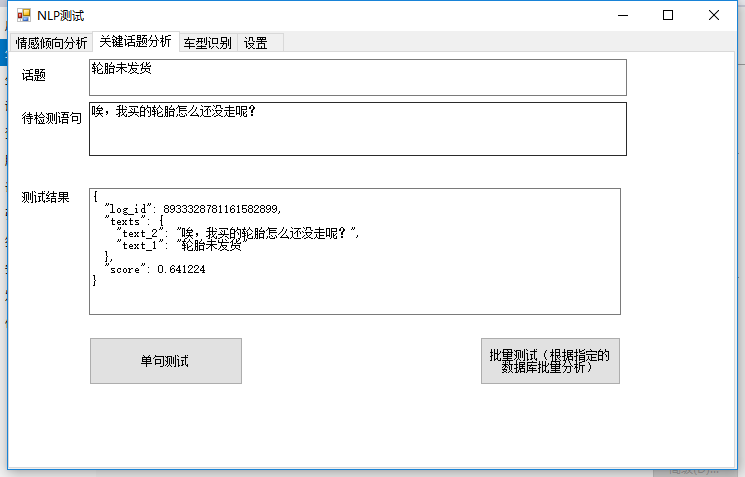 NLP测试
情感倾向分析 关键话题分析 车型识别 设置
话题
轮胎未发货
待检测语句
唉，我买的轮胎怎么还没走呢？
测试结果
{
"log_id": 8933328781161582899,
"texts": {
"text_2": "唉，我买的轮胎怎么还没走呢？",
"text_1": "轮胎未发货"
},
"score": 0.641224
}
单句测试
批量测试（根据指定的
数据库批量分析）